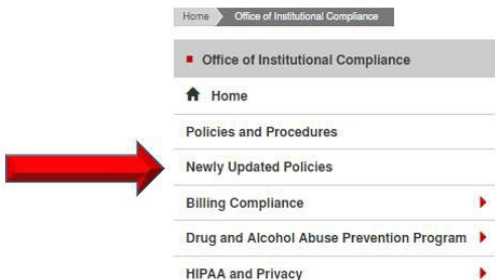 Home Office of Institutional Compliance
Office of Institutional Compliance
Home
Policies and Procedures
Newly Updated Policies
Billing Compliance
Drug and Alcohol Abuse Prevention Program
HIPAA and Privacy